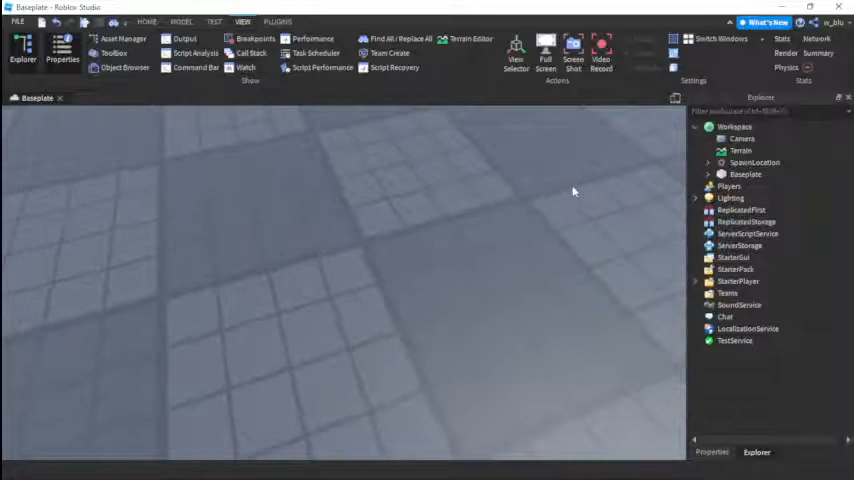 Baseplate - Roblox Studio
FILE HOME MODEL TEST VIEW PLUGINS What's New w_blu
Explorer Properties
Asset Manager Output Breakpoints Performance Find All / Replace All Terrain Editor
Toolbox Script Analysis Call Stack Task Scheduler Team Create
Object Browser Command Bar Watch Script Performance Script Recovery
Show
View Selector Full Screen Screen Shot Video Record
Actions
Switch Windows
Settings
Stats Network
Render Summary
Physics
Stats
Baseplate
Explorer
Filter workspace
Workspace
Camera
Terrain
SpawnLocation
Baseplate
Players
Lighting
ReplicatedFirst
ReplicatedStorage
ServerScriptService
ServerStorage
StarterGui
StarterPack
StarterPlayer
Teams
SoundService
Chat
LocalizationService
TestService
Properties Explorer